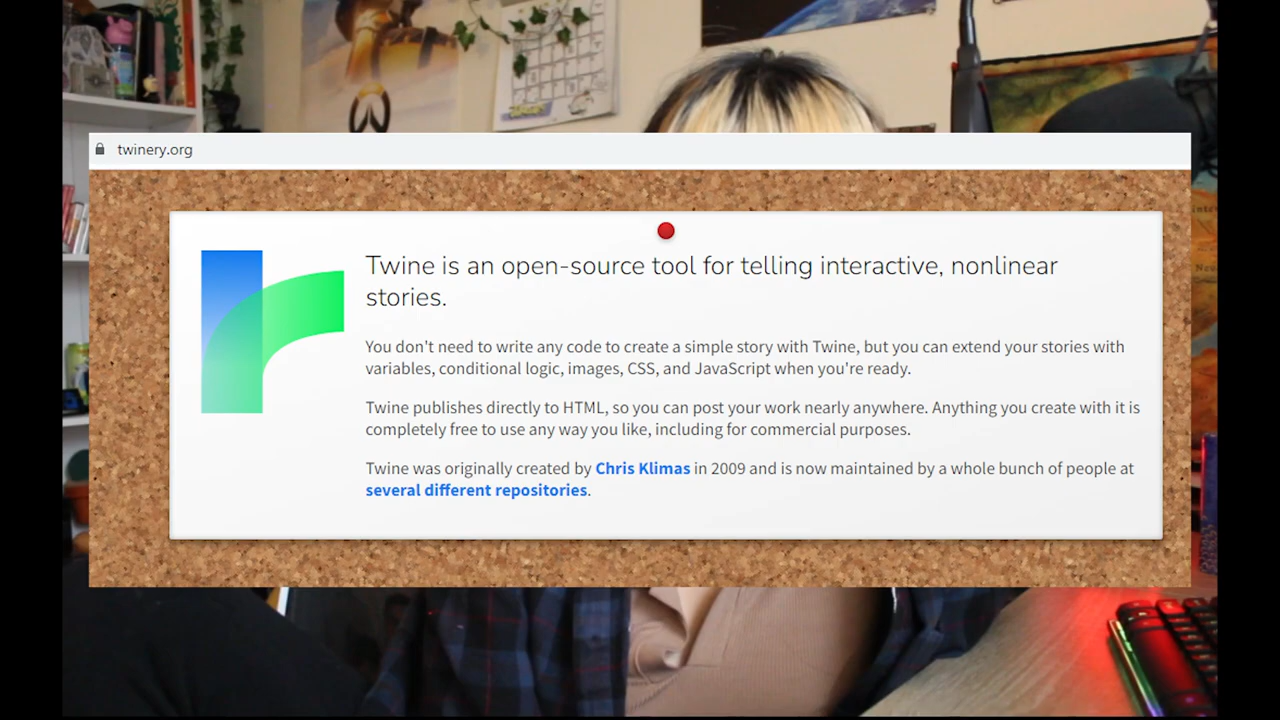 twinery.org
Twine is an open-source tool for telling interactive, nonlinear
stories.
You don't need to write any code to create a simple story with Twine, but you can extend your stories with
variables, conditional logic, images, CSS, and JavaScript when you're ready.
Twine publishes directly to HTML, so you can post your work nearly anywhere. Anything you create with it is
completely free to use any way you like, including for commercial purposes.
Twine was originally created by Chris Klimas in 2009 and is now maintained by a whole bunch of people at
several different repositories.